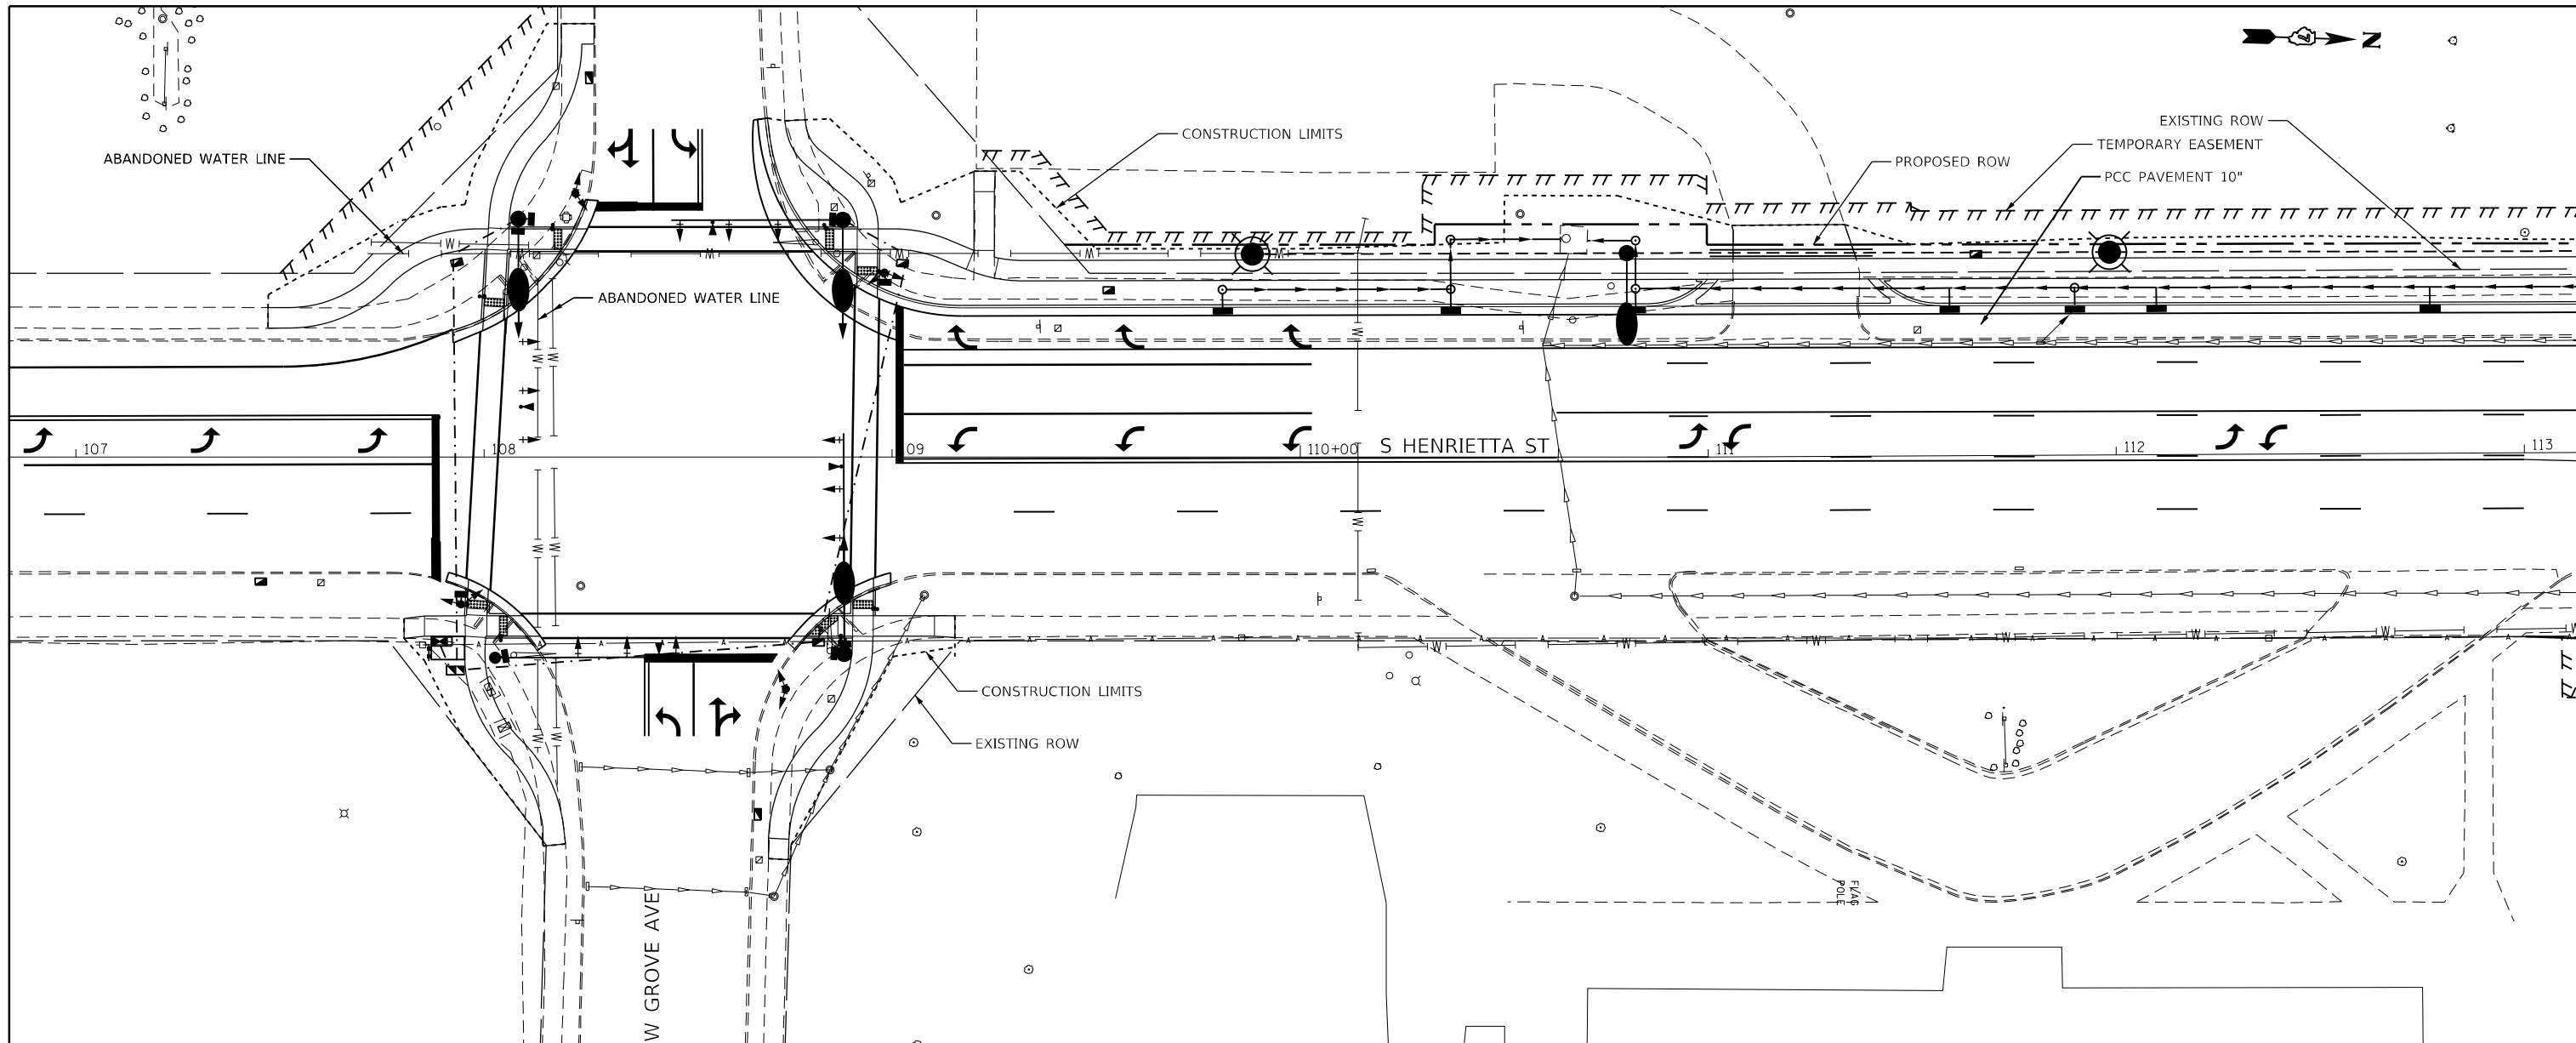 N
EXISTING ROW
CONSTRUCTION LIMITS
TEMPORARY EASEMENT
ABANDONED WATER LINE
PROPOSED ROW
PCC PAVEMENT 10"
W
W
W
W
W
ABANDONED WATER LINE
107
108
109
110+00
S HENRIETTA ST
111
112
113
W
W
W
W
W
W
CONSTRUCTION LIMITS
EXISTING ROW
FLAG
POLE
W GROVE AVE